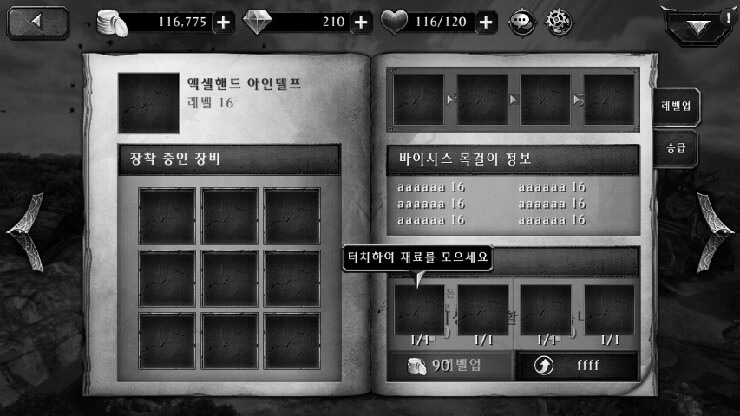 116,775
210
116/120
!
엑셀핸드 아인델프
레벨 16
장착 중인 장비
레벨업
승급
바이시스 목걸이 정보
aaaaaa 16 aaaaaa 16
aaaaaa 16 aaaaaa 16
aaaaaa 16 aaaaaa 16
터치하여 재료를 모으세요
1/1 1/1 1/1 1/1
90 벨업
ffff